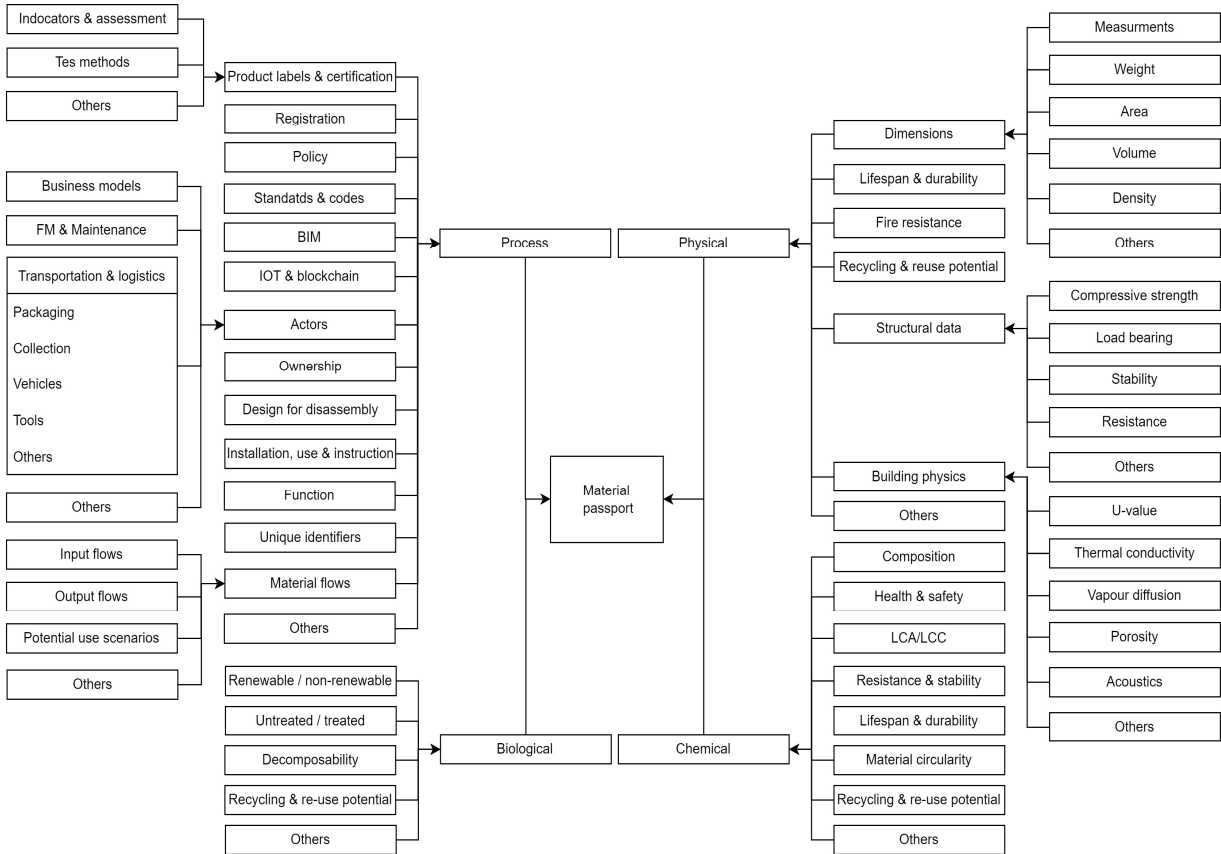 Indocators & assessment
Tes methods
Others
Product labels & certification
Registration
Policy
Standatds & codes
BIM
IOT & blockchain
Business models
FM & Maintenance
Transportation & logistics
Packaging
Collection
Vehicles
Tools
Others
Others
Actors
Ownership
Design for disassembly
Installation, use & instruction
Function
Unique identifiers
Input flows
Output flows
Potential use scenarios
Others
Material flows
Others
Process
Renewable / non-renewable
Untreated / treated
Decomposability
Recycling & re-use potential
Others
Biological
Material
passport
Physical
Dimensions
Lifespan & durability
Fire resistance
Recycling & reuse potential
Structural data
Building physics
Others
Measurments
Weight
Area
Volume
Density
Others
Compressive strength
Load bearing
Stability
Resistance
Others
U-value
Thermal conductivity
Vapour diffusion
Porosity
Acoustics
Others
Chemical
Composition
Health & safety
LCA/LCC
Resistance & stability
Lifespan & durability
Material circularity
Recycling & re-use potential
Others